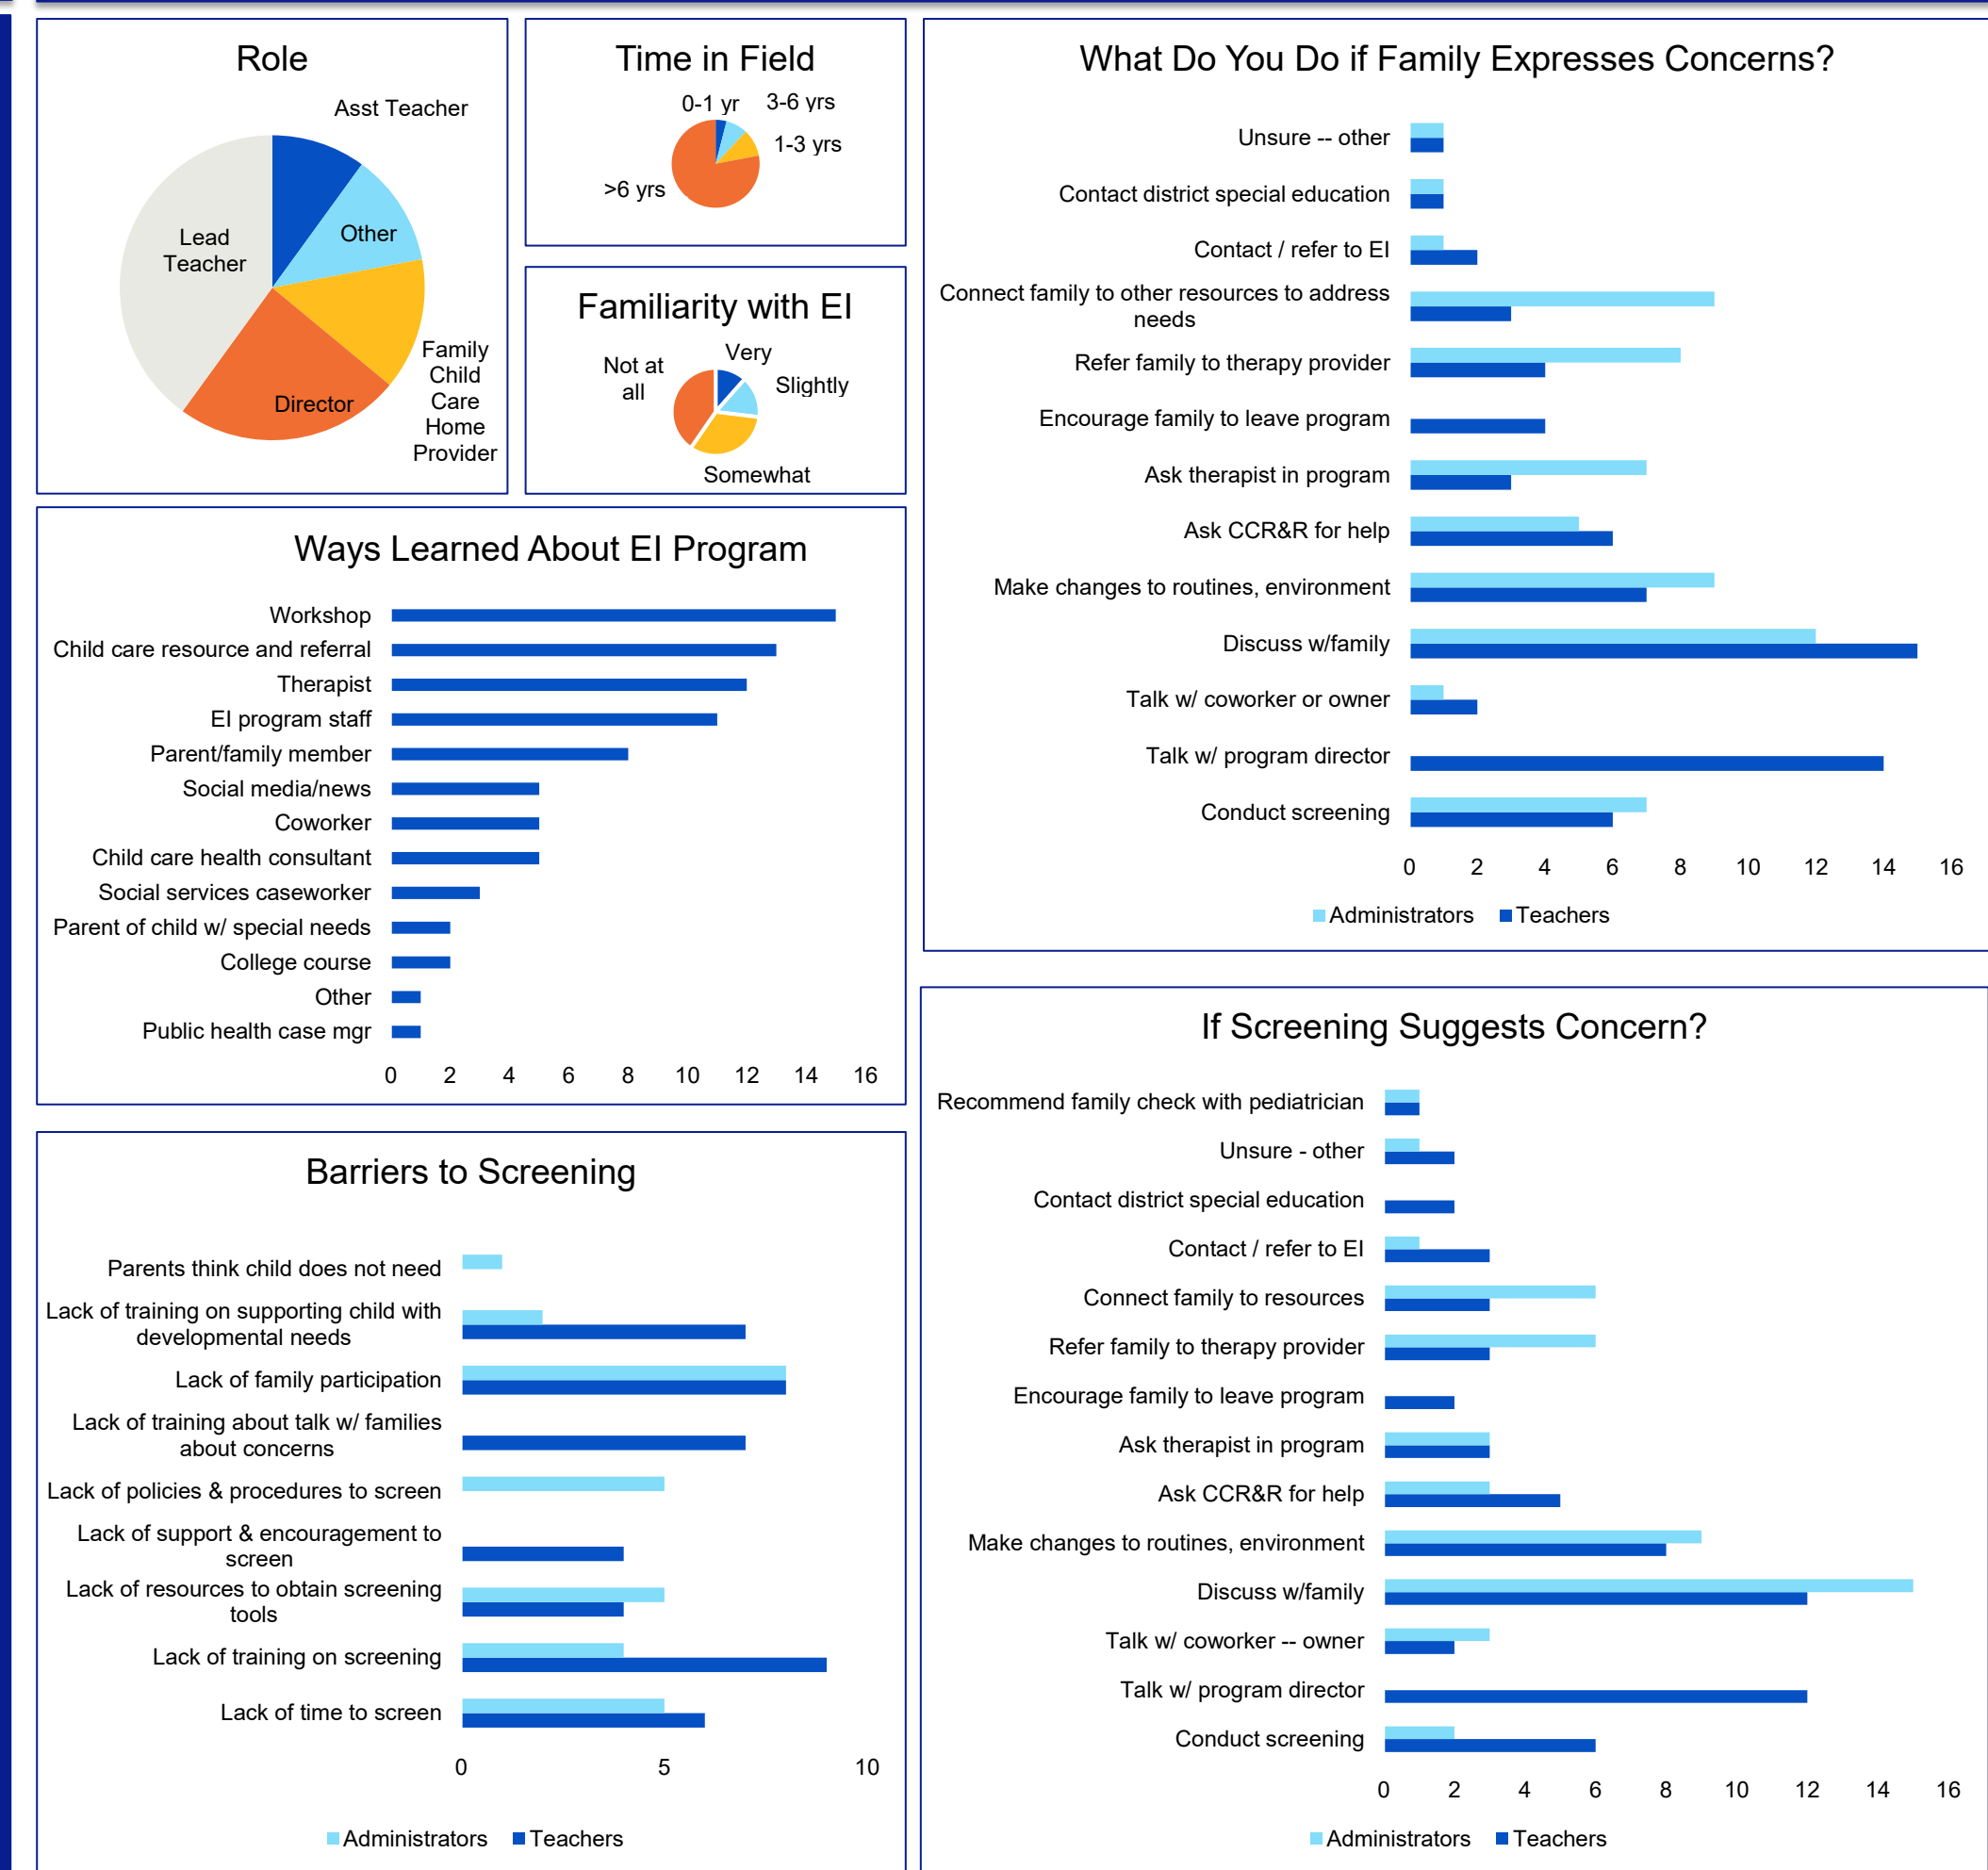 Role
Asst Teacher
Other
Lead
Teacher
Director
Family
Child
Care
Home
Provider
Time in Field
0-1 yr
3-6 yrs
1-3 yrs
>6 yrs
Familiarity with EI
Not at
all
Very
Slightly
Somewhat
Ways Learned About EI Program
Workshop
Child care resource and referral
Therapist
EI program staff
Parent/family member
Social media/news
Coworker
Child care health consultant
Social services caseworker
Parent of child w/ special needs
College course
Other
Public health case mgr
0 2 4 6 8 10 12 14 16
Barriers to Screening
Parents think child does not need
Lack of training on supporting child with
developmental needs
Lack of family participation
Lack of training about talk w/ families
about concerns
Lack of policies & procedures to screen
Lack of support & encouragement to
screen
Lack of resources to obtain screening
tools
Lack of training on screening
Lack of time to screen
0 5 10
Administrators Teachers
What Do You Do if Family Expresses Concerns?
Unsure -- other
Contact district special education
Contact / refer to EI
Connect family to other resources to address
needs
Refer family to therapy provider
Encourage family to leave program
Ask therapist in program
Ask CCR&R for help
Make changes to routines, environment
Discuss w/family
Talk w/ coworker or owner
Talk w/ program director
Conduct screening
0 2 4 6 8 10 12 14 16
Administrators Teachers
If Screening Suggests Concern?
Recommend family check with pediatrician
Unsure - other
Contact district special education
Contact / refer to EI
Connect family to resources
Refer family to therapy provider
Encourage family to leave program
Ask therapist in program
Ask CCR&R for help
Make changes to routines, environment
Discuss w/family
Talk w/ coworker -- owner
Talk w/ program director
Conduct screening
0 2 4 6 8 10 12 14 16
Administrators Teachers